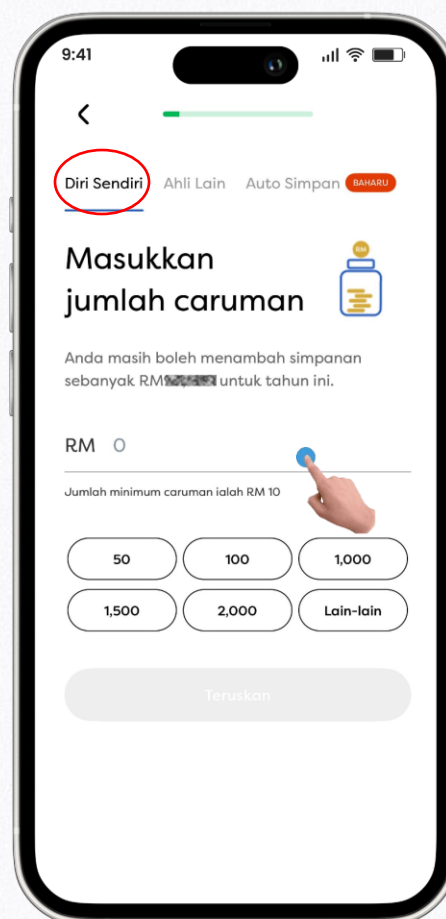 9:41
Diri Sendiri Ahli Lain Auto Simpan BAHARU
Masukkan
RM
jumlah caruman
Anda masih boleh menambah simpanan
sebanyak RM untuk tahun ini.
RM 0
Jumlah minimum caruman ialah RM 10
50 100 1,000
1,500 2,000 Lain-lain
Teruskan